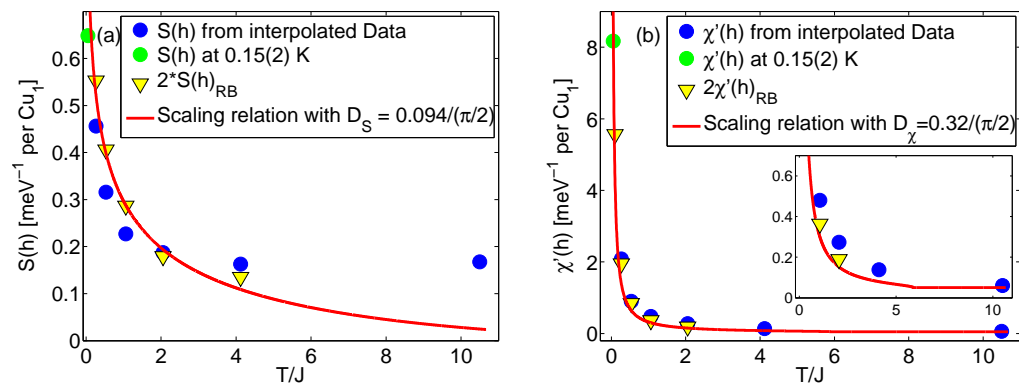 (a)
S(h) from interpolated Data
S(h) at 0.15(2) K
2*S(h)RB
Scaling relation with DS = 0.094/(π/2)
S(h) [meV−1 per Cu1]
0.6
0.5
0.4
0.3
0.2
0.1
0
0 2 4 6 8 10
T/J
(b)
χ'(h) from interpolated Data
χ'(h) at 0.15(2) K
2χ'(h)RB
Scaling relation with Dχ=0.32/(π/2)
χ'(h) [meV−1 per Cu1]
8
6
4
2
0
0 2 4 6 8 10
T/J
0.6
0.4
0.2
0
0 5 10